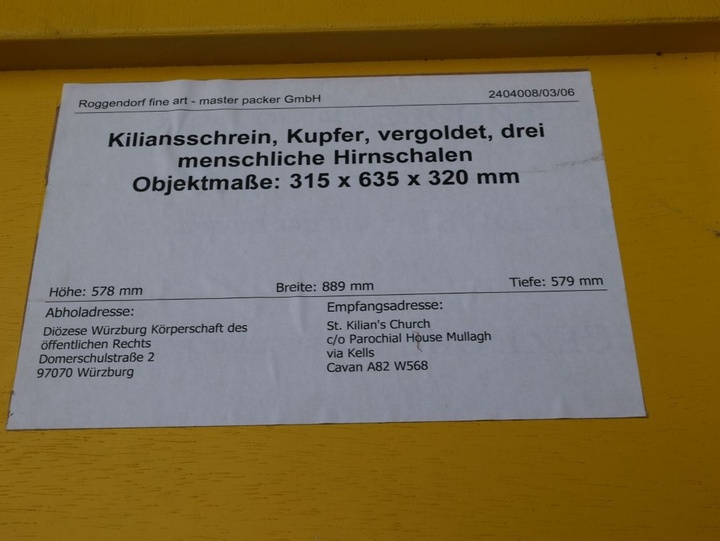 Roggendorf fine art - master packer GmbH 2404008/03/06
Kiliansschrein, Kupfer, vergoldet, drei
menschliche Hirnschalen
Objektmaße: 315 x 635 x 320 mm
Höhe: 578 mm Breite: 889 mm Tiefe: 579 mm
Abholadresse:
Diözese Würzburg Körperschaft des
öffentlichen Rechts
Domerschulstraße 2
97070 Würzburg
Empfangsadresse:
St. Kilian's Church
c/o Parochial House Mullagh
via Kells
Cavan A82 W568